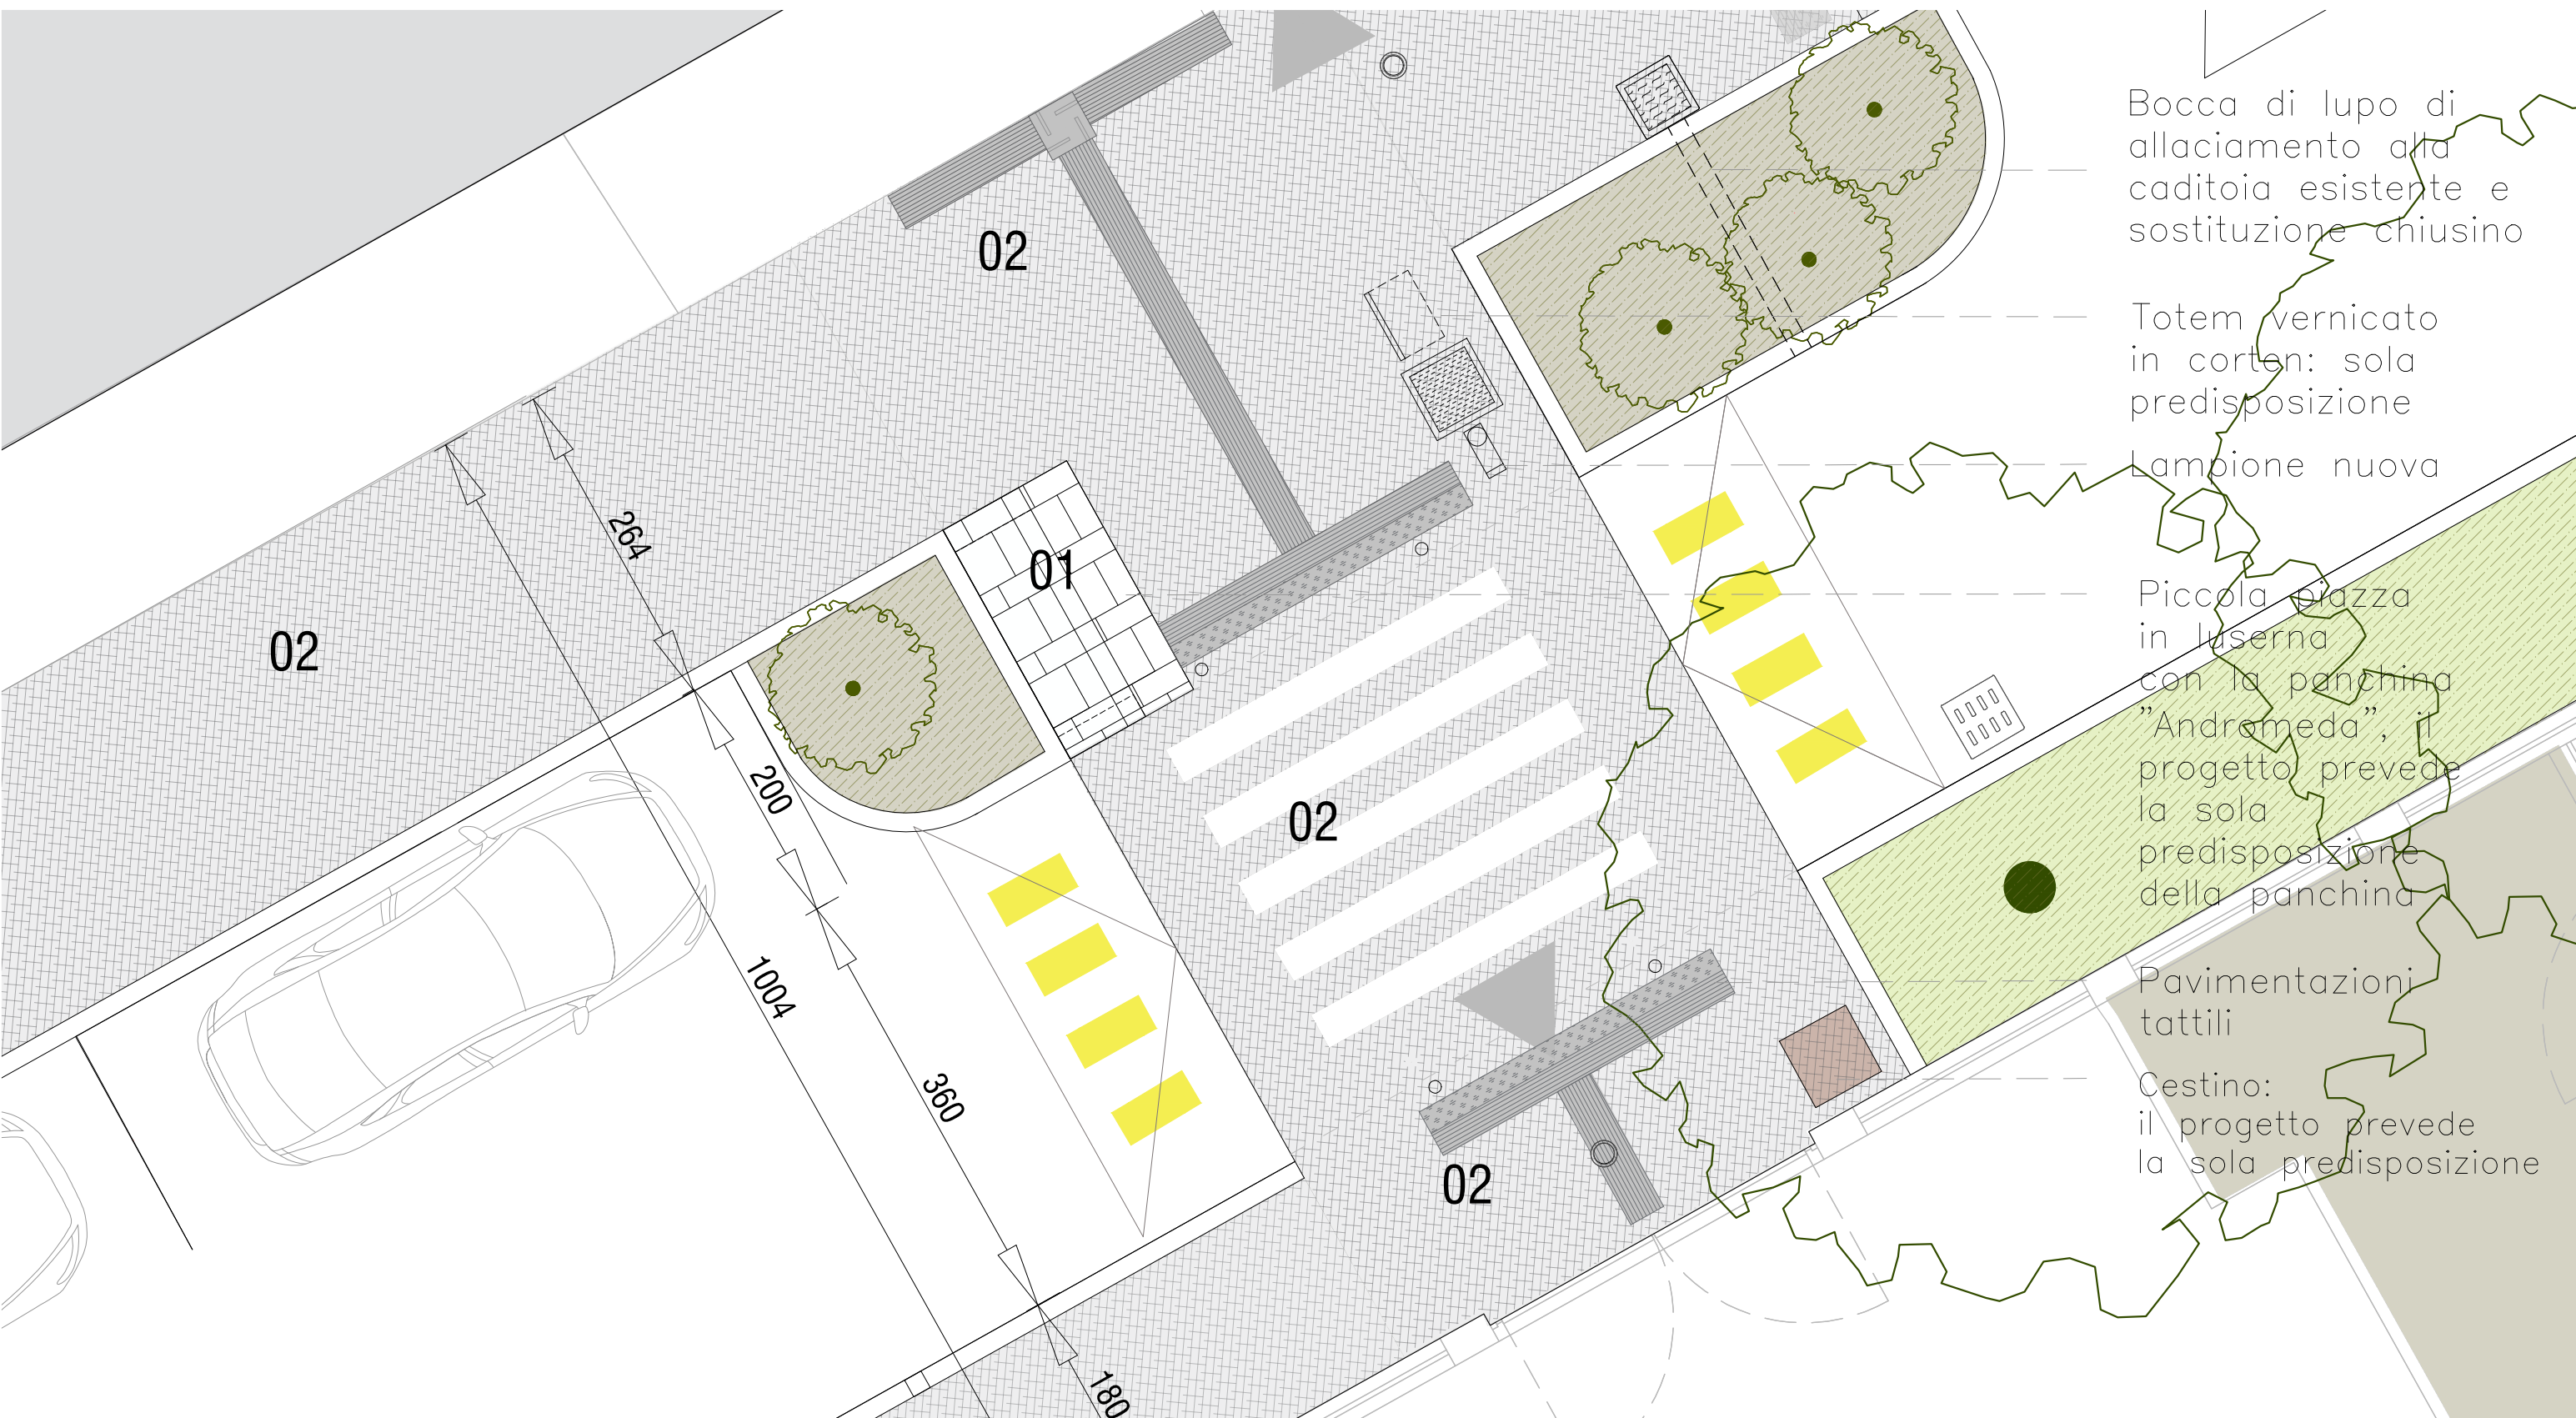 02
264
01
02
200
02
1004
360
02
180
Bocca di lupo di
allaciamento alla
caditoia esistente e
sostituzione chiusino
Totem vernicato
in corten: sola
predisposizione
Lampione nuova
Piccola piazza
in luserna
con la panchina
"Andromeda", il
progetto prevede
la sola
predisposizione
della panchina
Pavimentazioni
tattili
Cestino:
il progetto prevede
la sola predisposizione